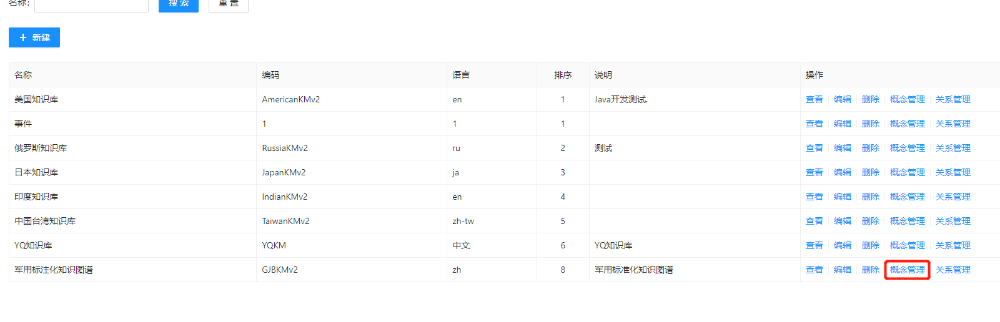 名称: 搜 索 重 置
+ 新建
名称 编码 语言 排序 说明 操作
美国知识库 AmericanKMv2 en 1 Java开发测试. 查看 编辑 删除 概念管理 关系管理
事件 1 1 1 查看 编辑 删除 概念管理 关系管理
俄罗斯知识库 RussiaKMv2 ru 2 测试 查看 编辑 删除 概念管理 关系管理
日本知识库 JapanKMv2 ja 3 查看 编辑 删除 概念管理 关系管理
印度知识库 IndianKMv2 en 4 查看 编辑 删除 概念管理 关系管理
中国台湾知识库 TaiwanKMv2 zh-tw 5 查看 编辑 删除 概念管理 关系管理
YQ知识库 YQKM 中文 6 YQ知识库 查看 编辑 删除 概念管理 关系管理
军用标注化知识图谱 GJBKMv2 zh 8 军用标准化知识图谱 查看 编辑 删除 概念管理 关系管理